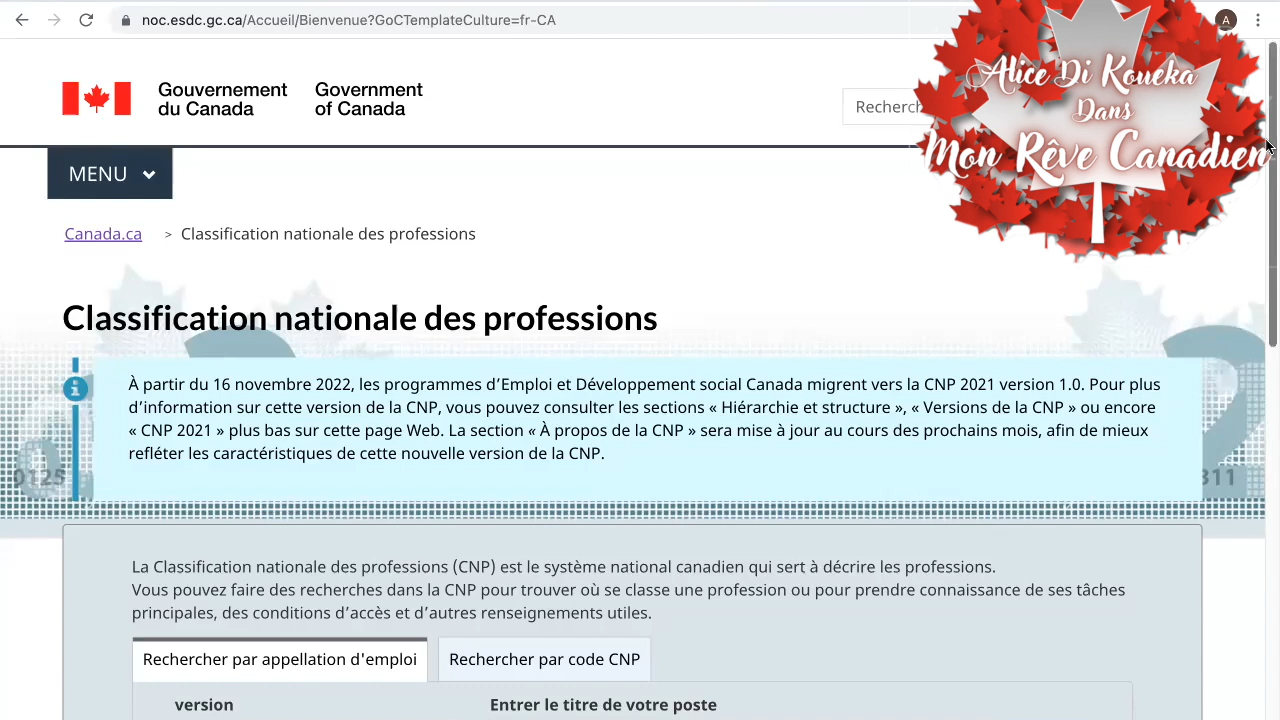 noc.esdc.gc.ca/Accueil/Bienvenue?GoCTemplateCulture=fr-CA
A
Alice Di Koueka
Dans
Mon Rêve Canadien
Gouvernement
du Canada
Government
of Canada
Recherch
MENU
Canada.ca > Classification nationale des professions
Classification nationale des professions
À partir du 16 novembre 2022, les programmes d’Emploi et Développement social Canada migrent vers la CNP 2021 version 1.0. Pour plus
d’information sur cette version de la CNP, vous pouvez consulter les sections « Hiérarchie et structure », « Versions de la CNP » ou encore
« CNP 2021 » plus bas sur cette page Web. La section « À propos de la CNP » sera mise à jour au cours des prochains mois, afin de mieux
refléter les caractéristiques de cette nouvelle version de la CNP.
0125
311
La Classification nationale des professions (CNP) est le système national canadien qui sert à décrire les professions.
Vous pouvez faire des recherches dans la CNP pour trouver où se classe une profession ou pour prendre connaissance de ses tâches
principales, des conditions d’accès et d’autres renseignements utiles.
Rechercher par appellation d'emploi
Rechercher par code CNP
version
Entrer le titre de votre poste